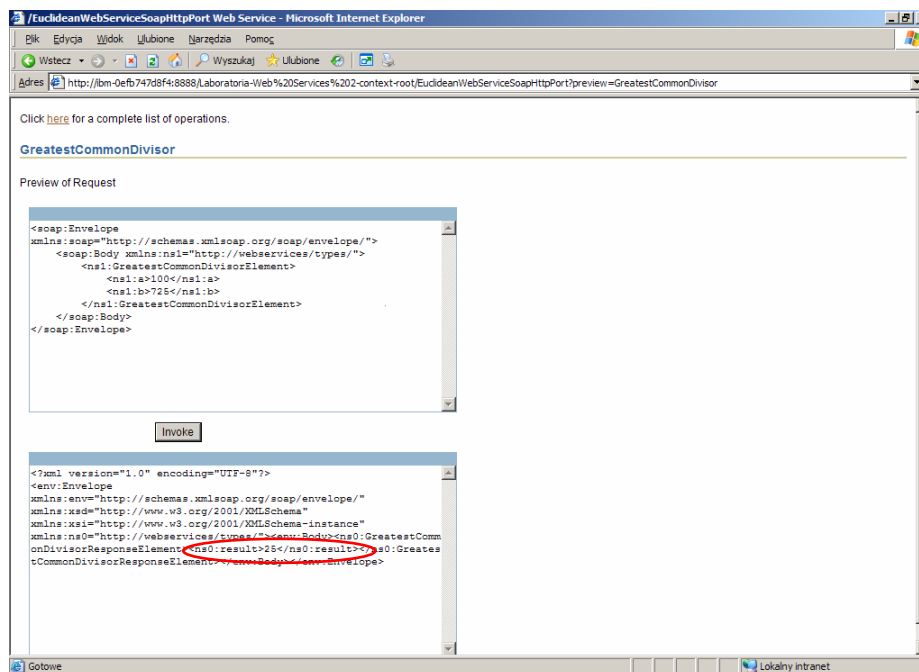 /EuclideanWebServiceSoapHttpPort Web Service - Microsoft Internet Explorer
Plik Edycja Widok Ulubione Narzędzia Pomoc
Wstecz Wyszukaj Ulubione
Adres http://ibm-0efb747d8f4:8888/Laboratoria-Web%20Services%202-context-root/EuclideanWebServiceSoapHttpPort?preview=GreatestCommonDivisor
Click here for a complete list of operations.
GreatestCommonDivisor
Preview of Request
<soap:Envelope
xmlns:soap="http://schemas.xmlsoap.org/soap/envelope/">
<soap:Body xmlns:ns1="http://webservices/types/">
<ns1:GreatestCommonDivisorElement>
<ns1:a>100</ns1:a>
<ns1:b>725</ns1:b>
</ns1:GreatestCommonDivisorElement>
</soap:Body>
</soap:Envelope>
Invoke
<?xml version="1.0" encoding="UTF-8"?>
<env:Envelope
xmlns:env="http://schemas.xmlsoap.org/soap/envelope/"
xmlns:xsd="http://www.w3.org/2001/XMLSchema"
xmlns:xsi="http://www.w3.org/2001/XMLSchema-instance"
xmlns:ns0="http://webservices/types/"><env:Body><ns0:GreatestComm
onDivisorResponseElement><ns0:result>25</ns0:result></ns0:Greates
tCommonDivisorResponseElement></env:Body></env:Envelope>
Gotowe
Lokalny intranet